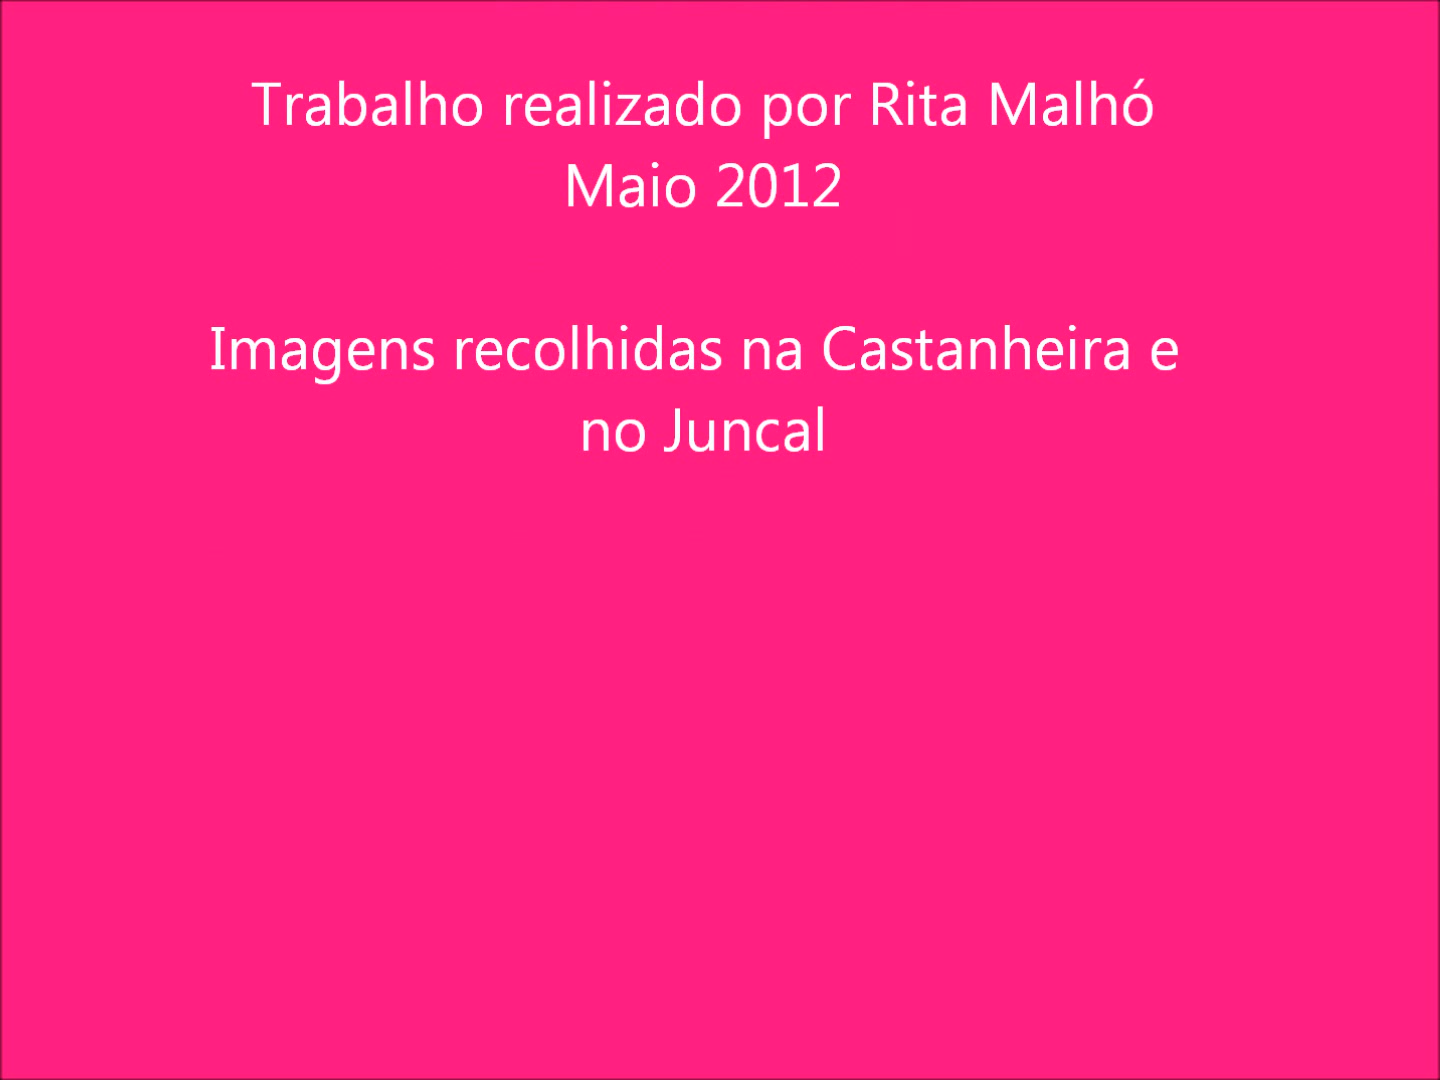 Trabalho realizado por Rita Malhó
Maio 2012
Imagens recolhidas na Castanheira e
no Juncal